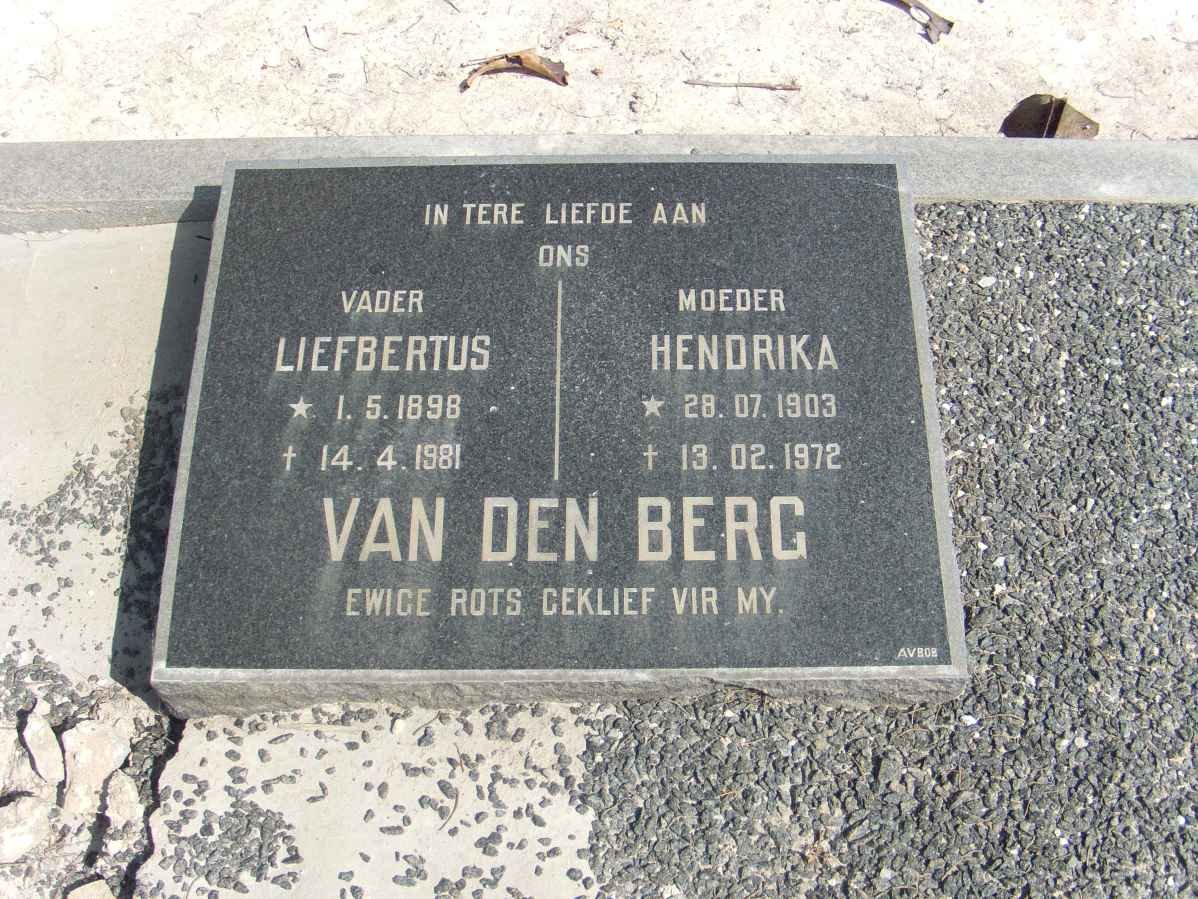 IN TERE LIEFDE AAN
ONS
VADER
LIEFBERTUS
★ 1.5.1898
† 14.4.1981
MOEDER
HENDRIKA
★ 28.07.1903
† 13.02.1972
VAN DEN BERG
EWIGE ROTS GEKLIEF VIR MY.
AVBOB